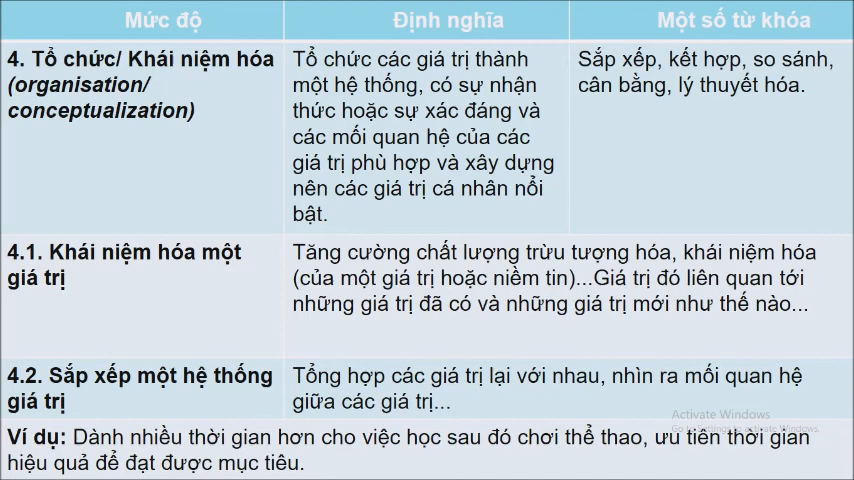 Mức độ
Định nghĩa
Một số từ khóa
4. Tổ chức/ Khái niệm hóa
(organisation/
conceptualization)
Tổ chức các giá trị thành
một hệ thống, có sự nhận
thức hoặc sự xác đáng và
các mối quan hệ của các
giá trị phù hợp và xây dựng
nên các giá trị cá nhân nổi
bật.
Sắp xếp, kết hợp, so sánh,
cân bằng, lý thuyết hóa.
4.1. Khái niệm hóa một
giá trị
Tăng cường chất lượng trừu tượng hóa, khái niệm hóa
(của một giá trị hoặc niềm tin)...Giá trị đó liên quan tới
những giá trị đã có và những giá trị mới như thế nào...
4.2. Sắp xếp một hệ thống
giá trị
Tổng hợp các giá trị lại với nhau, nhìn ra mối quan hệ
giữa các giá trị...
Ví dụ: Dành nhiều thời gian hơn cho việc học sau đó chơi thể thao, ưu tiên thời gian
hiệu quả để đạt được mục tiêu.
Activate Windows
Go to Settings to activate Windows.